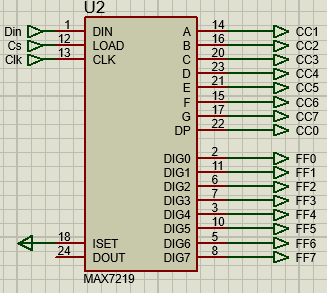 U2
Din 1 DIN A 14 CC1
Cs 12 LOAD B 16 CC2
Clk 13 CLK C 20 CC3
D 23 CC4
E 21 CC5
F 15 CC6
G 17 CC7
DP 22 CC0
DIG0 2 FF0
DIG1 11 FF1
DIG2 6 FF2
DIG3 7 FF3
DIG4 3 FF4
DIG5 10 FF5
18 ISET DIG6 5 FF6
24 DOUT DIG7 8 FF7
MAX7219